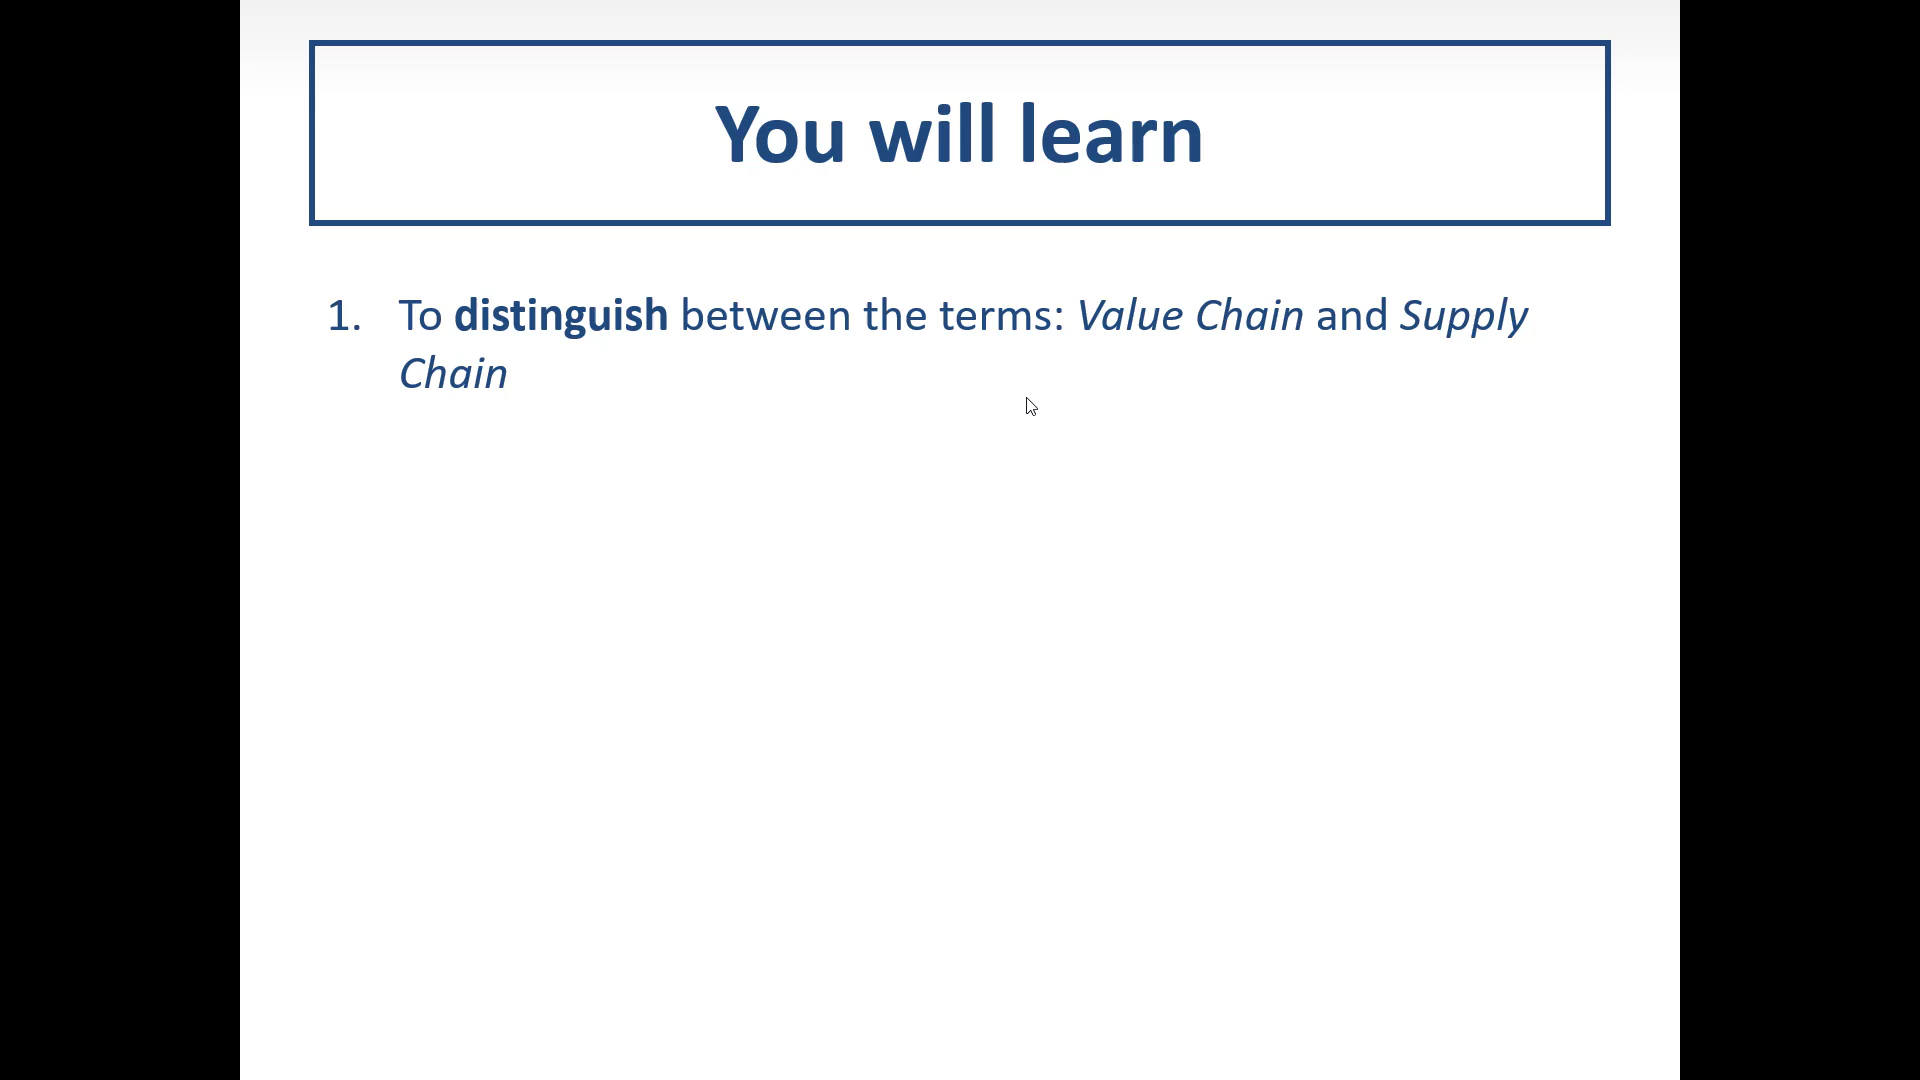 You will learn
1. To distinguish between the terms: Value Chain and Supply
Chain